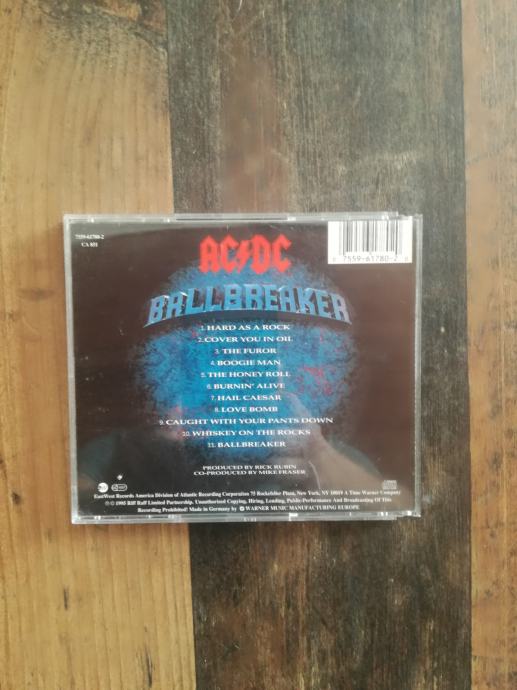 7559-61780-2
CA 851
7559-61780-2
AC/DC
BALLBREAKER
1. HARD AS A ROCK
2. COVER YOU IN OIL
3. THE FUROR
4. BOOGIE MAN
5. THE HONEY ROLL
6. BURNIN' ALIVE
7. HAIL CAESAR
8. LOVE BOMB
9. CAUGHT WITH YOUR PANTS DOWN
10. WHISKEY ON THE ROCKS
11. BALLBREAKER
PRODUCED BY RICK RUBIN
CO-PRODUCED BY MIKE FRASER
EastWest Records America Division of Atlantic Recording Corporation 75 Rockefeller Plaza, New York, NY 10019 A Time Warner Company
℗ © 1995 Riff Raff Limited Partnership. Unauthorised Copying, Hiring, Lending, Public-Performance And Broadcasting Of This
Recording Prohibited! Made in Germany by WARNER MUSIC MANUFACTURING EUROPE